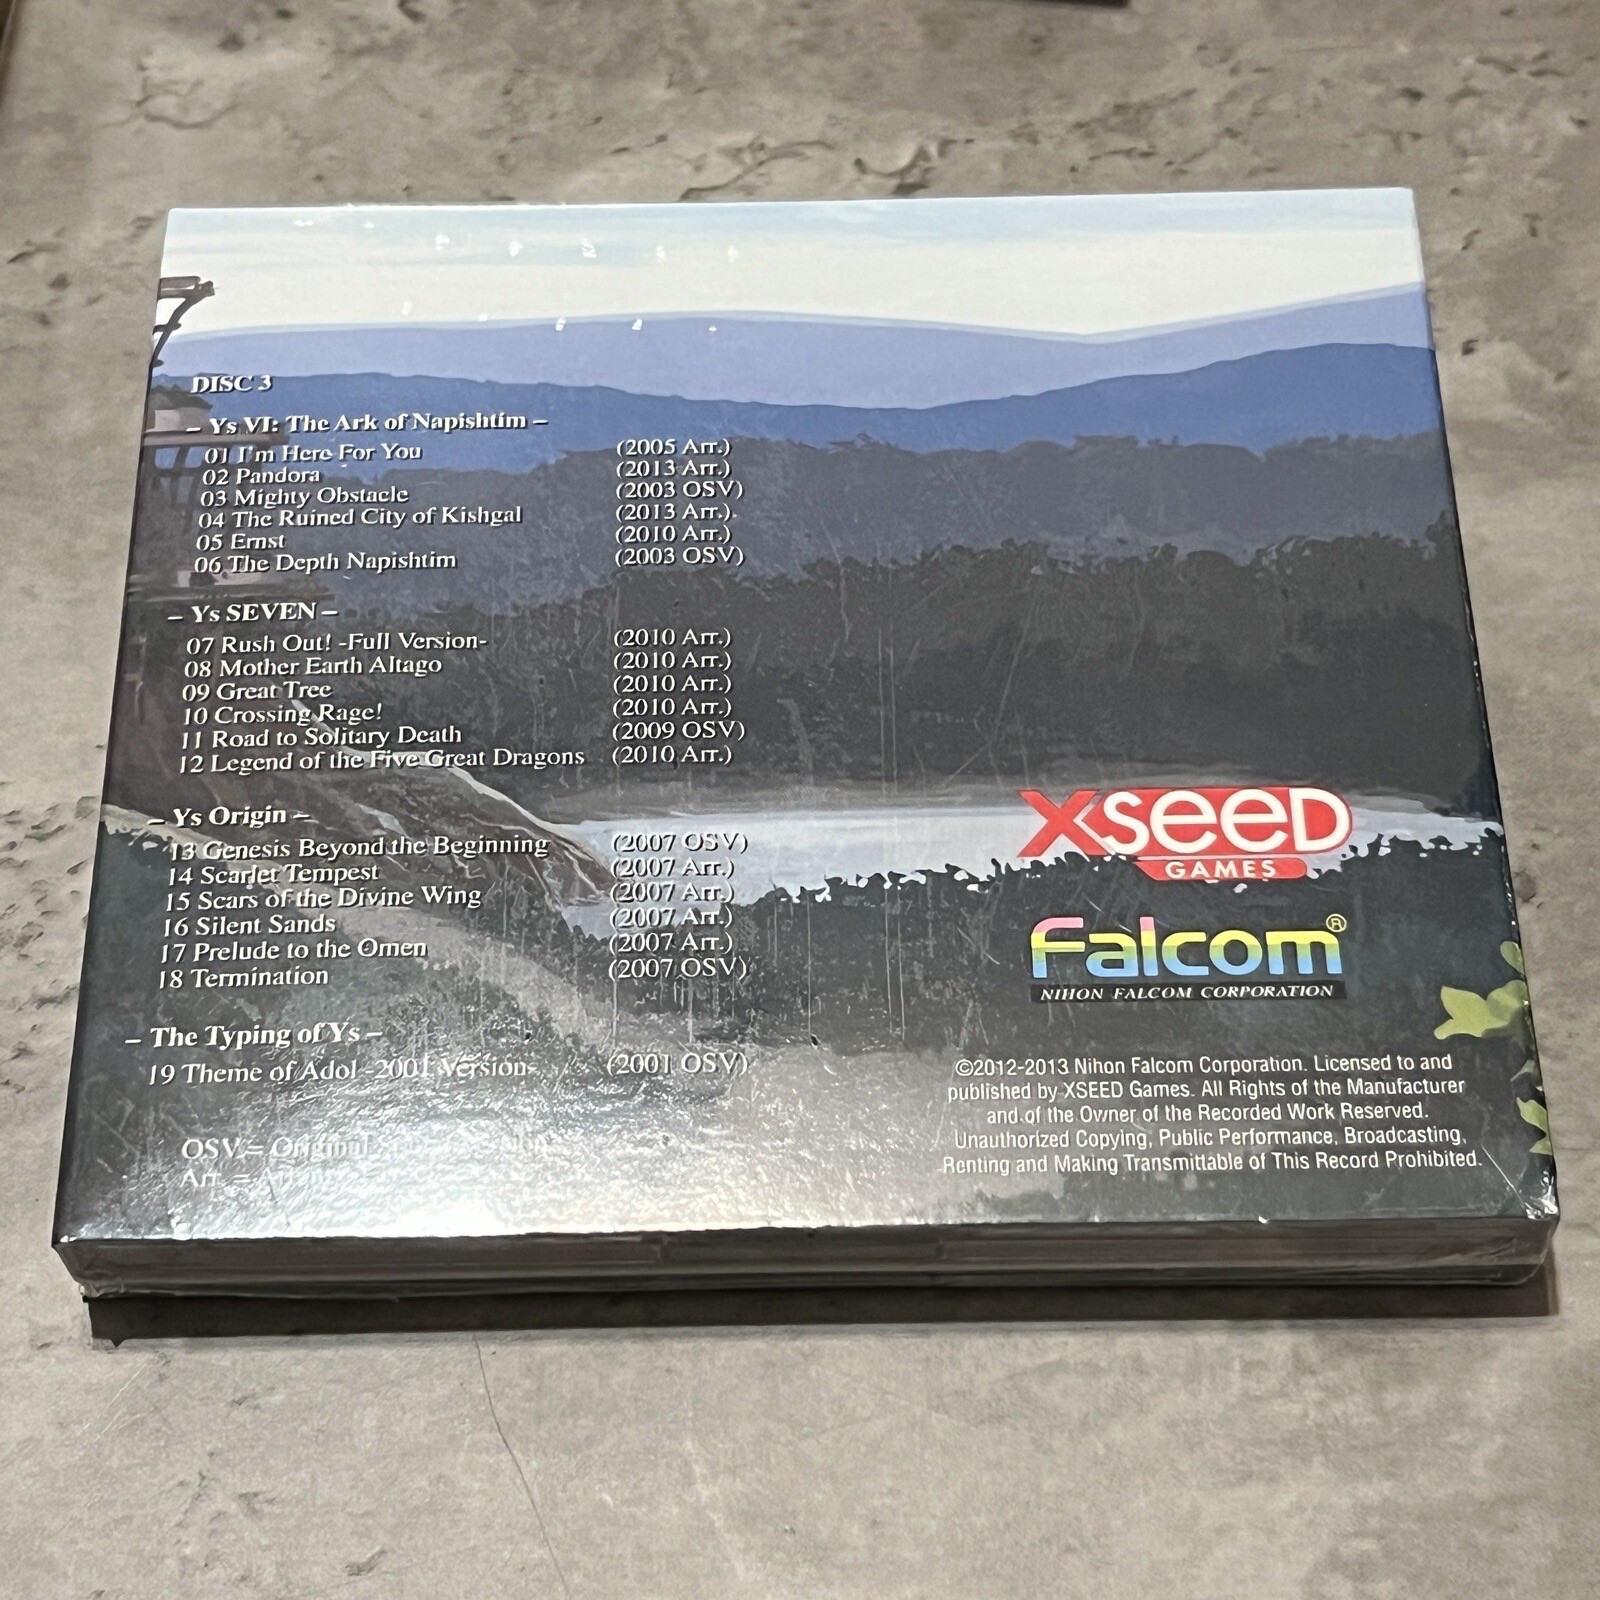 DISC 3
– Ys VI: The Ark of Napishtim –
01 I'm Here For You (2005 Arr.)
02 Pandora (2013 Arr.)
03 Mighty Obstacle (2003 OSV)
04 The Ruined City of Kishgal (2013 Arr.)
05 Ernst (2010 Arr.)
06 The Depth Napishtim (2003 OSV)
– Ys SEVEN –
07 Rush Out! -Full Version- (2010 Arr.)
08 Mother Earth Altago (2010 Arr.)
09 Great Tree (2010 Arr.)
10 Crossing Rage! (2010 Arr.)
11 Road to Solitary Death (2009 OSV)
12 Legend of the Five Great Dragons (2010 Arr.)
– Ys Origin –
13 Genesis Beyond the Beginning (2007 OSV)
14 Scarlet Tempest (2007 Arr.)
15 Scars of the Divine Wing (2007 Arr.)
16 Silent Sands (2007 Arr.)
17 Prelude to the Omen (2007 Arr.)
18 Termination (2007 OSV)
– The Typing of Ys –
19 Theme of Adol -2001 Version- (2001 OSV)
OSV = Original
Arr. =
XSEED
GAMES
Falcom®
NIHON FALCOM CORPORATION
©2012-2013 Nihon Falcom Corporation. Licensed to and
published by XSEED Games. All Rights of the Manufacturer
and of the Owner of the Recorded Work Reserved.
Unauthorized Copying, Public Performance, Broadcasting,
Renting and Making Transmittable of This Record Prohibited.